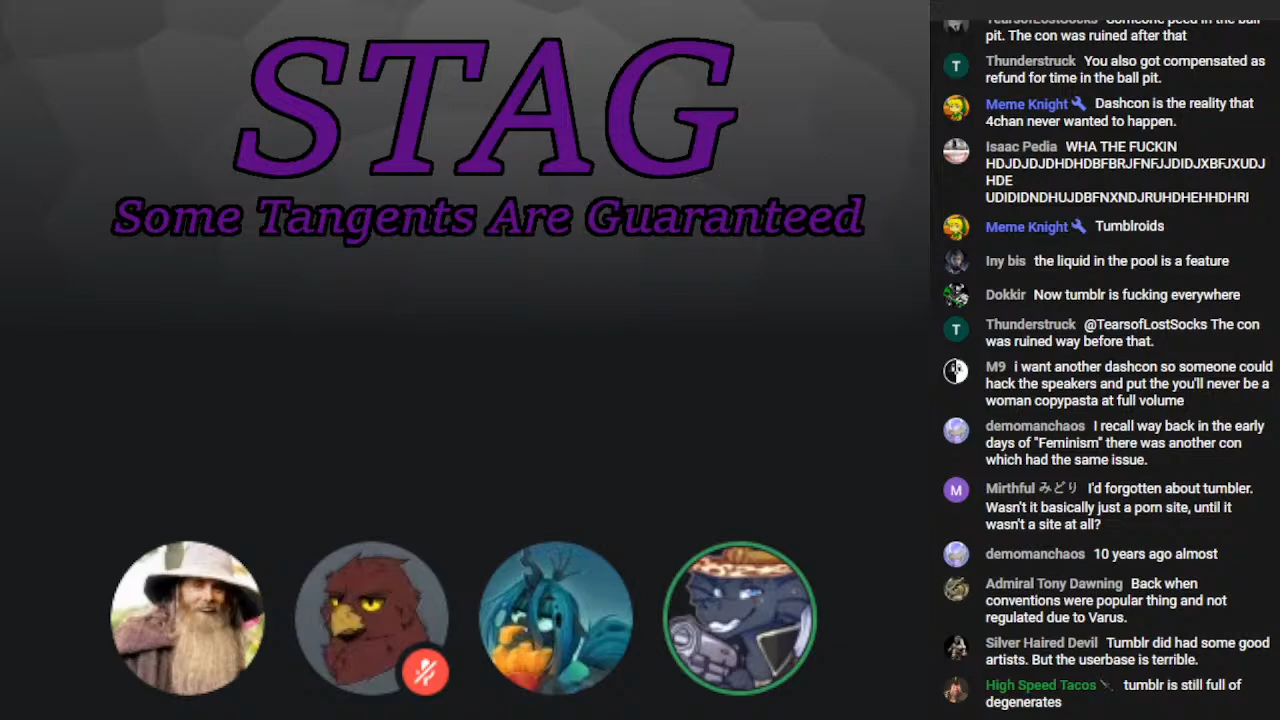 STAG
Some Tangents Are Guaranteed
TearsofLostSocks Someone peed in the ball
pit. The con was ruined after that
T
Thunderstruck You also got compensated as
refund for time in the ball pit.
Meme Knight Dashcon is the reality that
4chan never wanted to happen.
Isaac Pedia WHA THE FUCKIN
HDJDJDJDHDHDBFBRJFNFJJDIDJXBFJXUDJ
HDE
UDIDIDNDHUJDBFNXNDJRUHDHEHHDHRI
Meme Knight Tumblroids
Iny bis the liquid in the pool is a feature
Dokkir Now tumblr is fucking everywhere
T
Thunderstruck @TearsofLostSocks The con
was ruined way before that.
M9 i want another dashcon so someone could
hack the speakers and put the you'll never be a
woman copypasta at full volume
demomanchaos I recall way back in the early
days of "Feminism" there was another con
which had the same issue.
M
Mirthful みどり I'd forgotten about tumbler.
Wasn't it basically just a porn site, until it
wasn't a site at all?
demomanchaos 10 years ago almost
Admiral Tony Dawning Back when
conventions were popular thing and not
regulated due to Varus.
Silver Haired Devil Tumblr did had some good
artists. But the userbase is terrible.
High Speed Tacos tumblr is still full of
degenerates